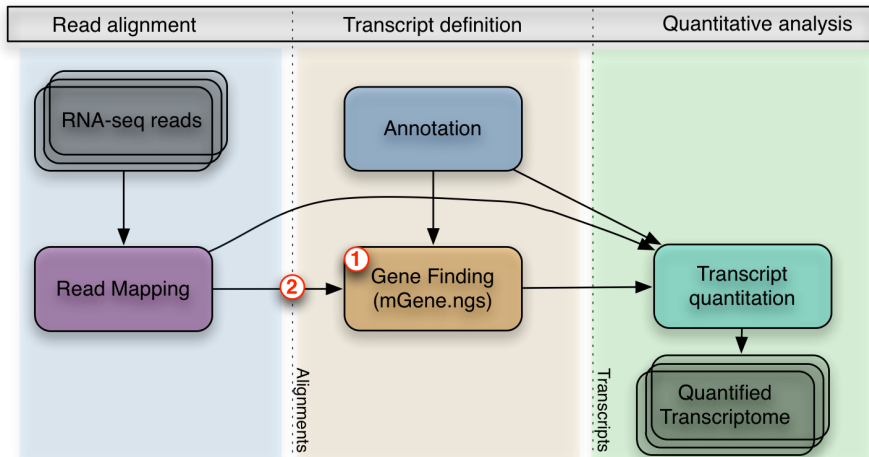 Read alignment
Transcript definition
Quantitative analysis
RNA-seq reads
Annotation
Read Mapping
2
1
Gene Finding
(mGene.ngs)
Transcript
quantitation
Alignments
Transcripts
Quantified
Transcriptome